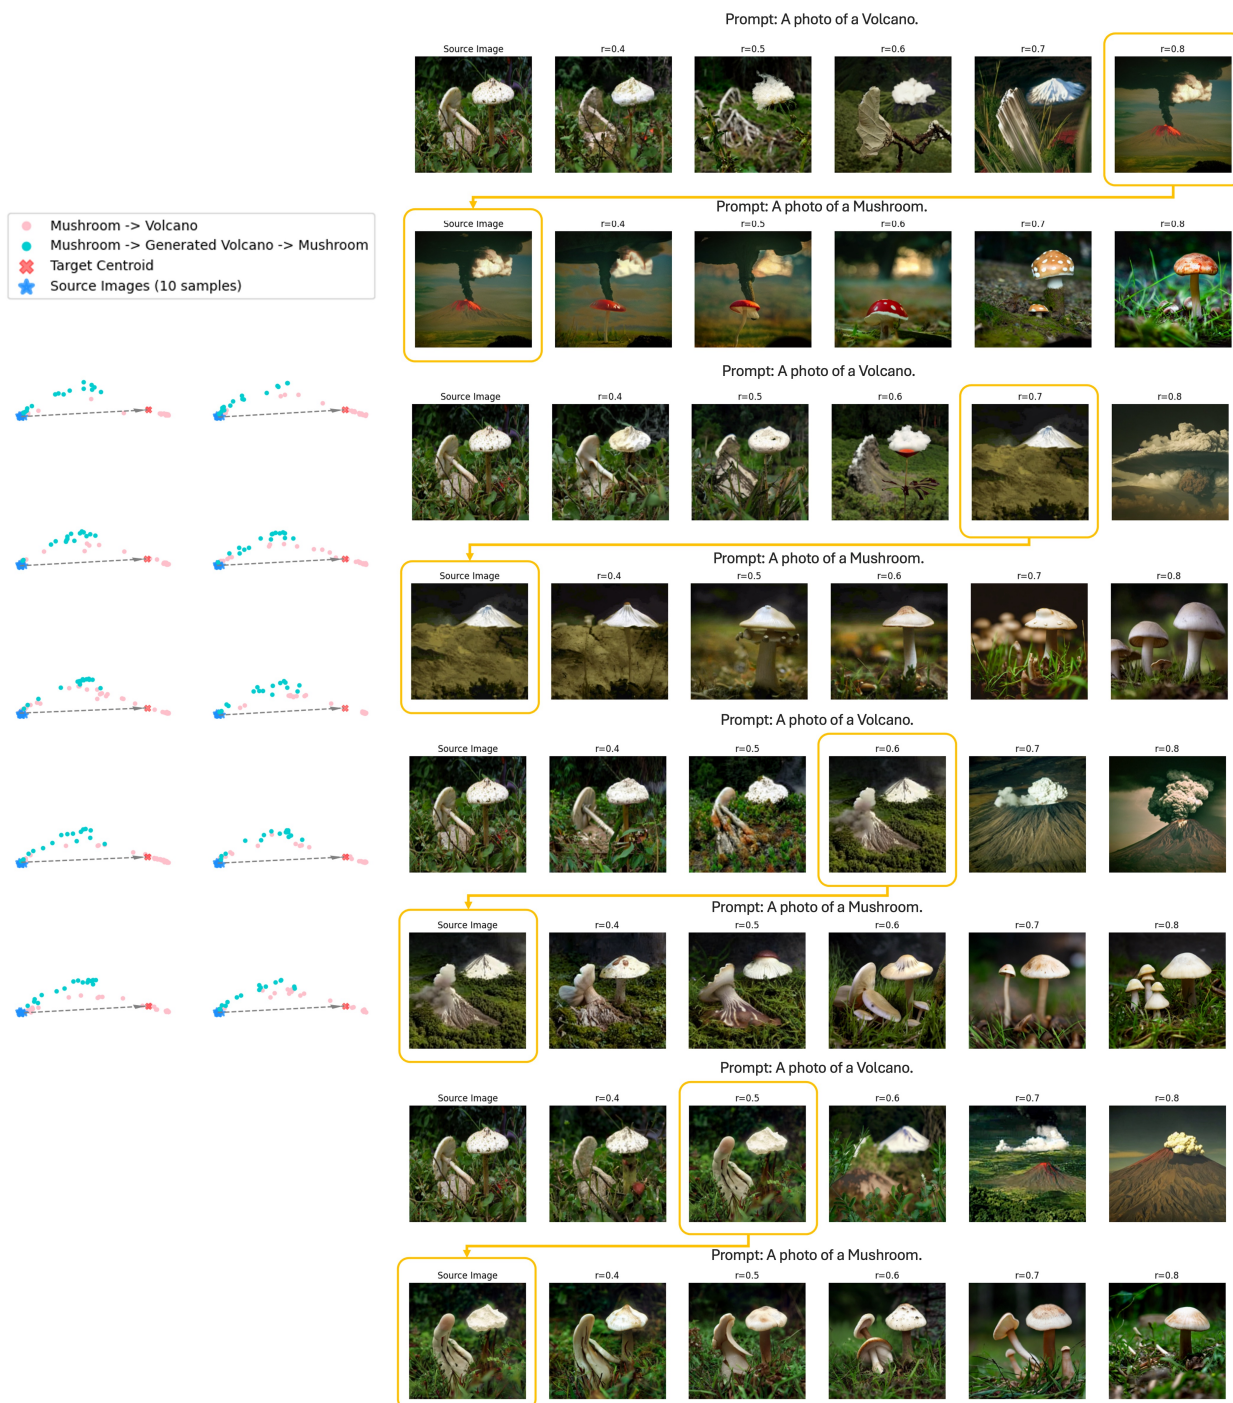 Prompt: A photo of a Volcano.
Source Image r=0.4 r=0.5 r=0.6 r=0.7 r=0.8
Mushroom -> Volcano
Mushroom -> Generated Volcano -> Mushroom
Target Centroid
Source Images (10 samples)
Prompt: A photo of a Mushroom.
Source Image r=0.4 r=0.5 r=0.6 r=0.7 r=0.8
Prompt: A photo of a Volcano.
Source Image r=0.4 r=0.5 r=0.6 r=0.7 r=0.8
Prompt: A photo of a Mushroom.
Source Image r=0.4 r=0.5 r=0.6 r=0.7 r=0.8
Prompt: A photo of a Volcano.
Source Image r=0.4 r=0.5 r=0.6 r=0.7 r=0.8
Prompt: A photo of a Mushroom.
Source Image r=0.4 r=0.5 r=0.6 r=0.7 r=0.8
Prompt: A photo of a Volcano.
Source Image r=0.4 r=0.5 r=0.6 r=0.7 r=0.8
Prompt: A photo of a Mushroom.
Source Image r=0.4 r=0.5 r=0.6 r=0.7 r=0.8